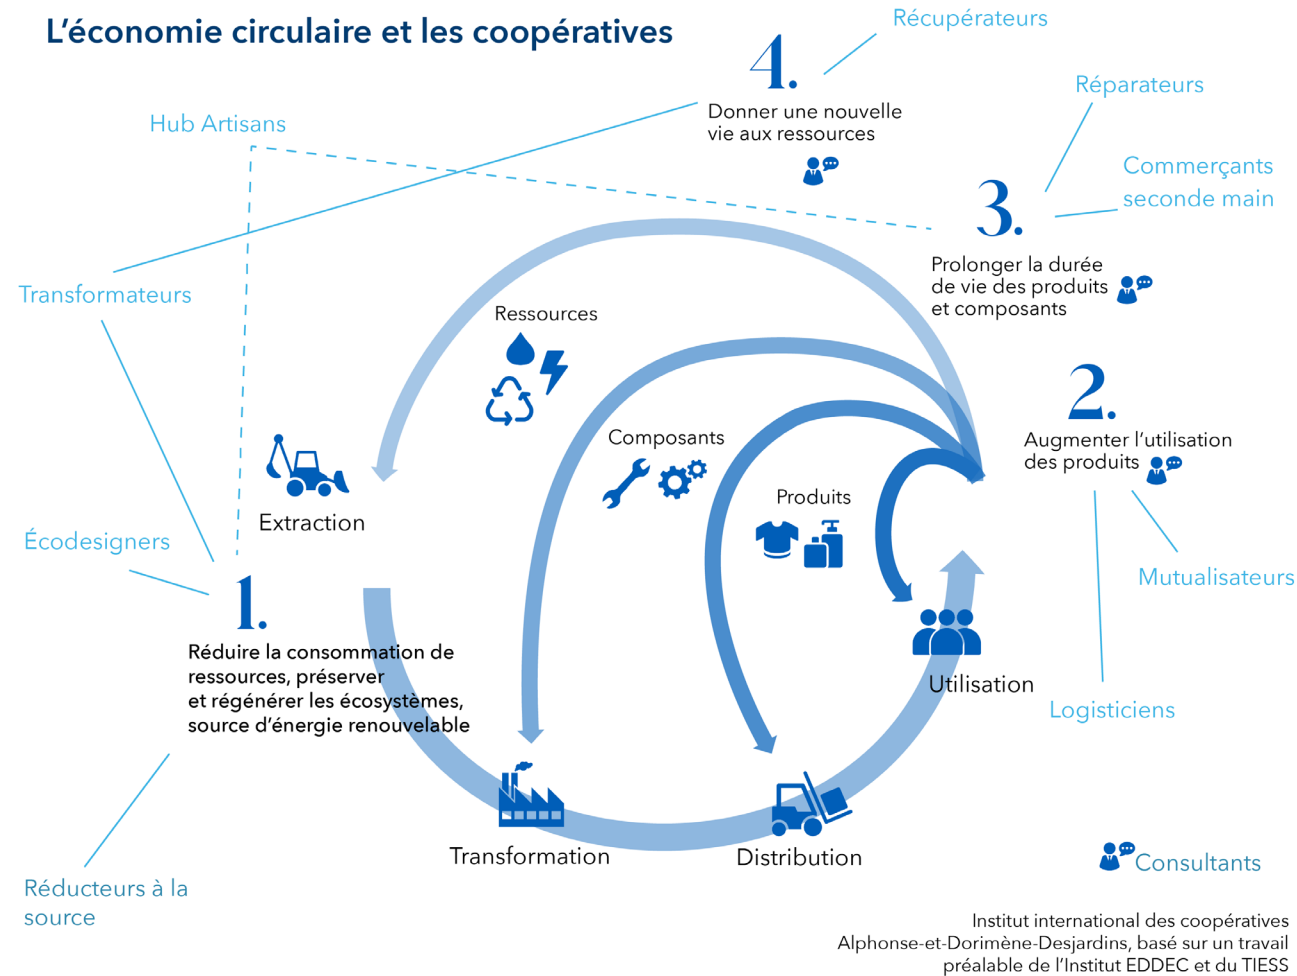 L’économie circulaire et les coopératives
Récupérateurs
4.
Donner une nouvelle
vie aux ressources
Réparateurs
Hub Artisans
Commerçants
seconde main
3.
Prolonger la durée
de vie des produits
et composants
Transformateurs
Ressources
2.
Augmenter l’utilisation
des produits
Composants
Produits
Extraction
Écodesigners
Mutualisateurs
1.
Réduire la consommation de
ressources, préserver
et régénérer les écosystèmes,
source d’énergie renouvelable
Utilisation
Logisticiens
Transformation
Distribution
Consultants
Réducteurs à la
source
Institut international des coopératives
Alphonse-et-Dorimène-Desjardins, basé sur un travail
préalable de l’Institut EDDEC et du TIESS